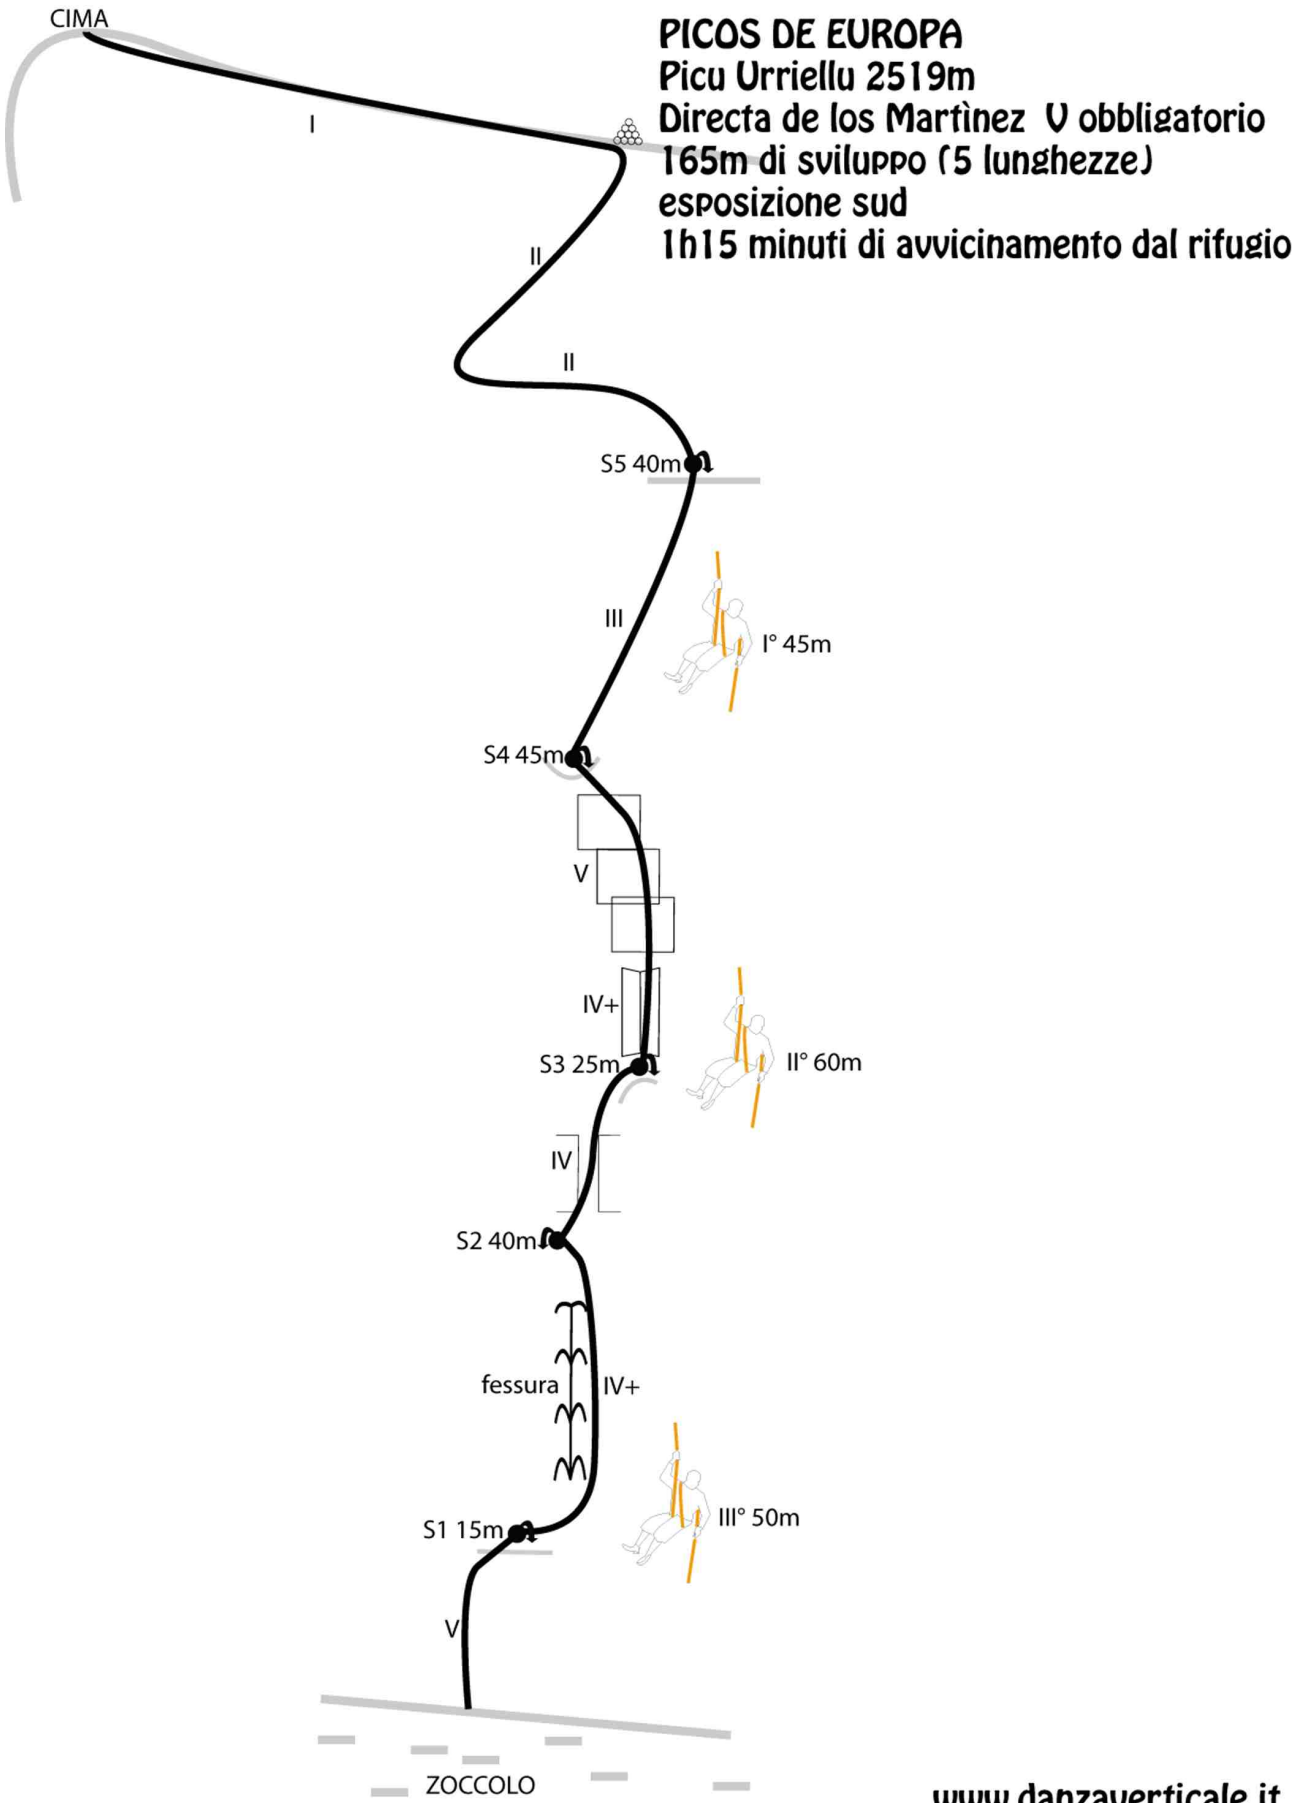 CIMA
PICOS DE EUROPA
Picu Urriellu 2519m
Directa de los Martìnez V obbligatorio
165m di sviluppo (5 lunghezze)
esposizione sud
1h15 minuti di avvicinamento dal rifugio
I
II
II
S5 40m
III
I° 45m
S4 45m
V
IV+
S3 25m
II° 60m
IV
S2 40m
fessura
IV+
III° 50m
S1 15m
V
ZOCCOLO
www.danzaverticale.it